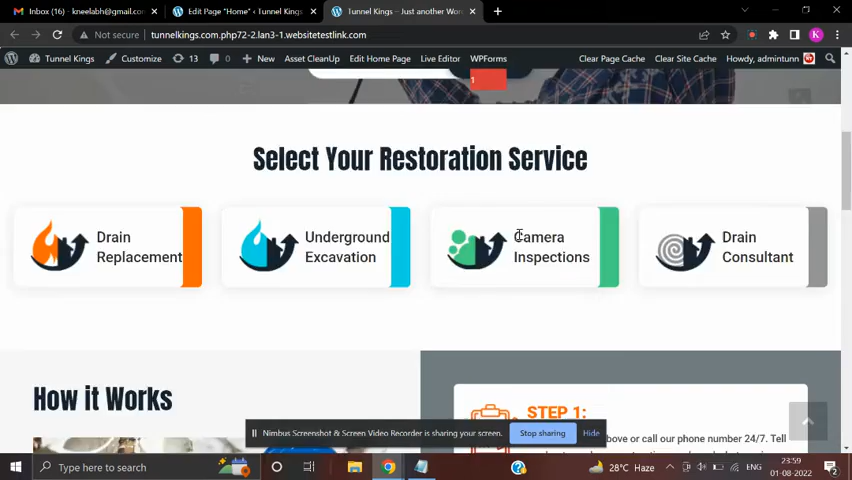 Inbox (16) - kneelabh@gmail.com
Edit Page "Home" ‹ Tunnel Kings
Tunnel Kings – Just another Wor
Not secure
tunnelkings.com.php72-2.lan3-1.websitetestlink.com
K
Tunnel Kings
Customize
13
0
New
Asset CleanUp
Edit Home Page
Live Editor
WPForms
1
Clear Page Cache
Clear Site Cache
Howdy, admintunn
Select Your Restoration Service
Drain
Replacement
Underground
Excavation
Camera
Inspections
Drain
Consultant
How it Works
STEP 1:
bove or call our phone number 24/7. Tell
Nimbus Screenshot & Screen Video Recorder is sharing your screen.
Stop sharing
Hide
Type here to search
28°C Haze
ENG
23:59
01-08-2022
2